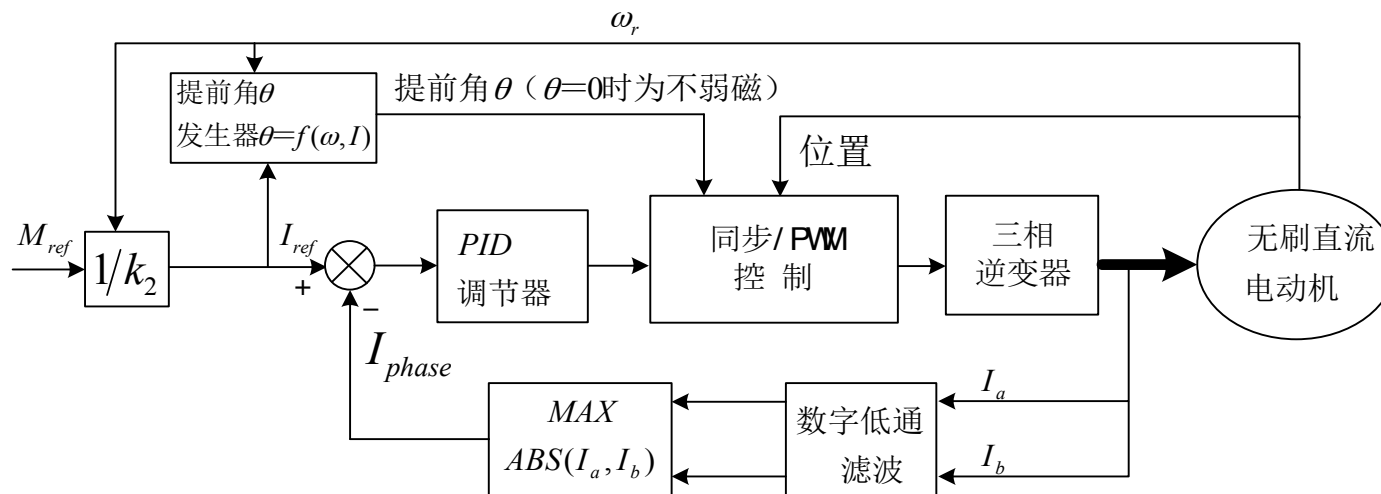 ω_r
提前角θ
发生器θ=f(ω,I)
提前角θ（θ=0时为不弱磁）
位置
M_ref
1/k_2
I_ref
+
−
PID
调节器
同步/PWM
控 制
三相
逆变器
无刷直流
电动机
I_phase
MAX
ABS(I_a,I_b)
数字低通
滤波
I_a
I_b